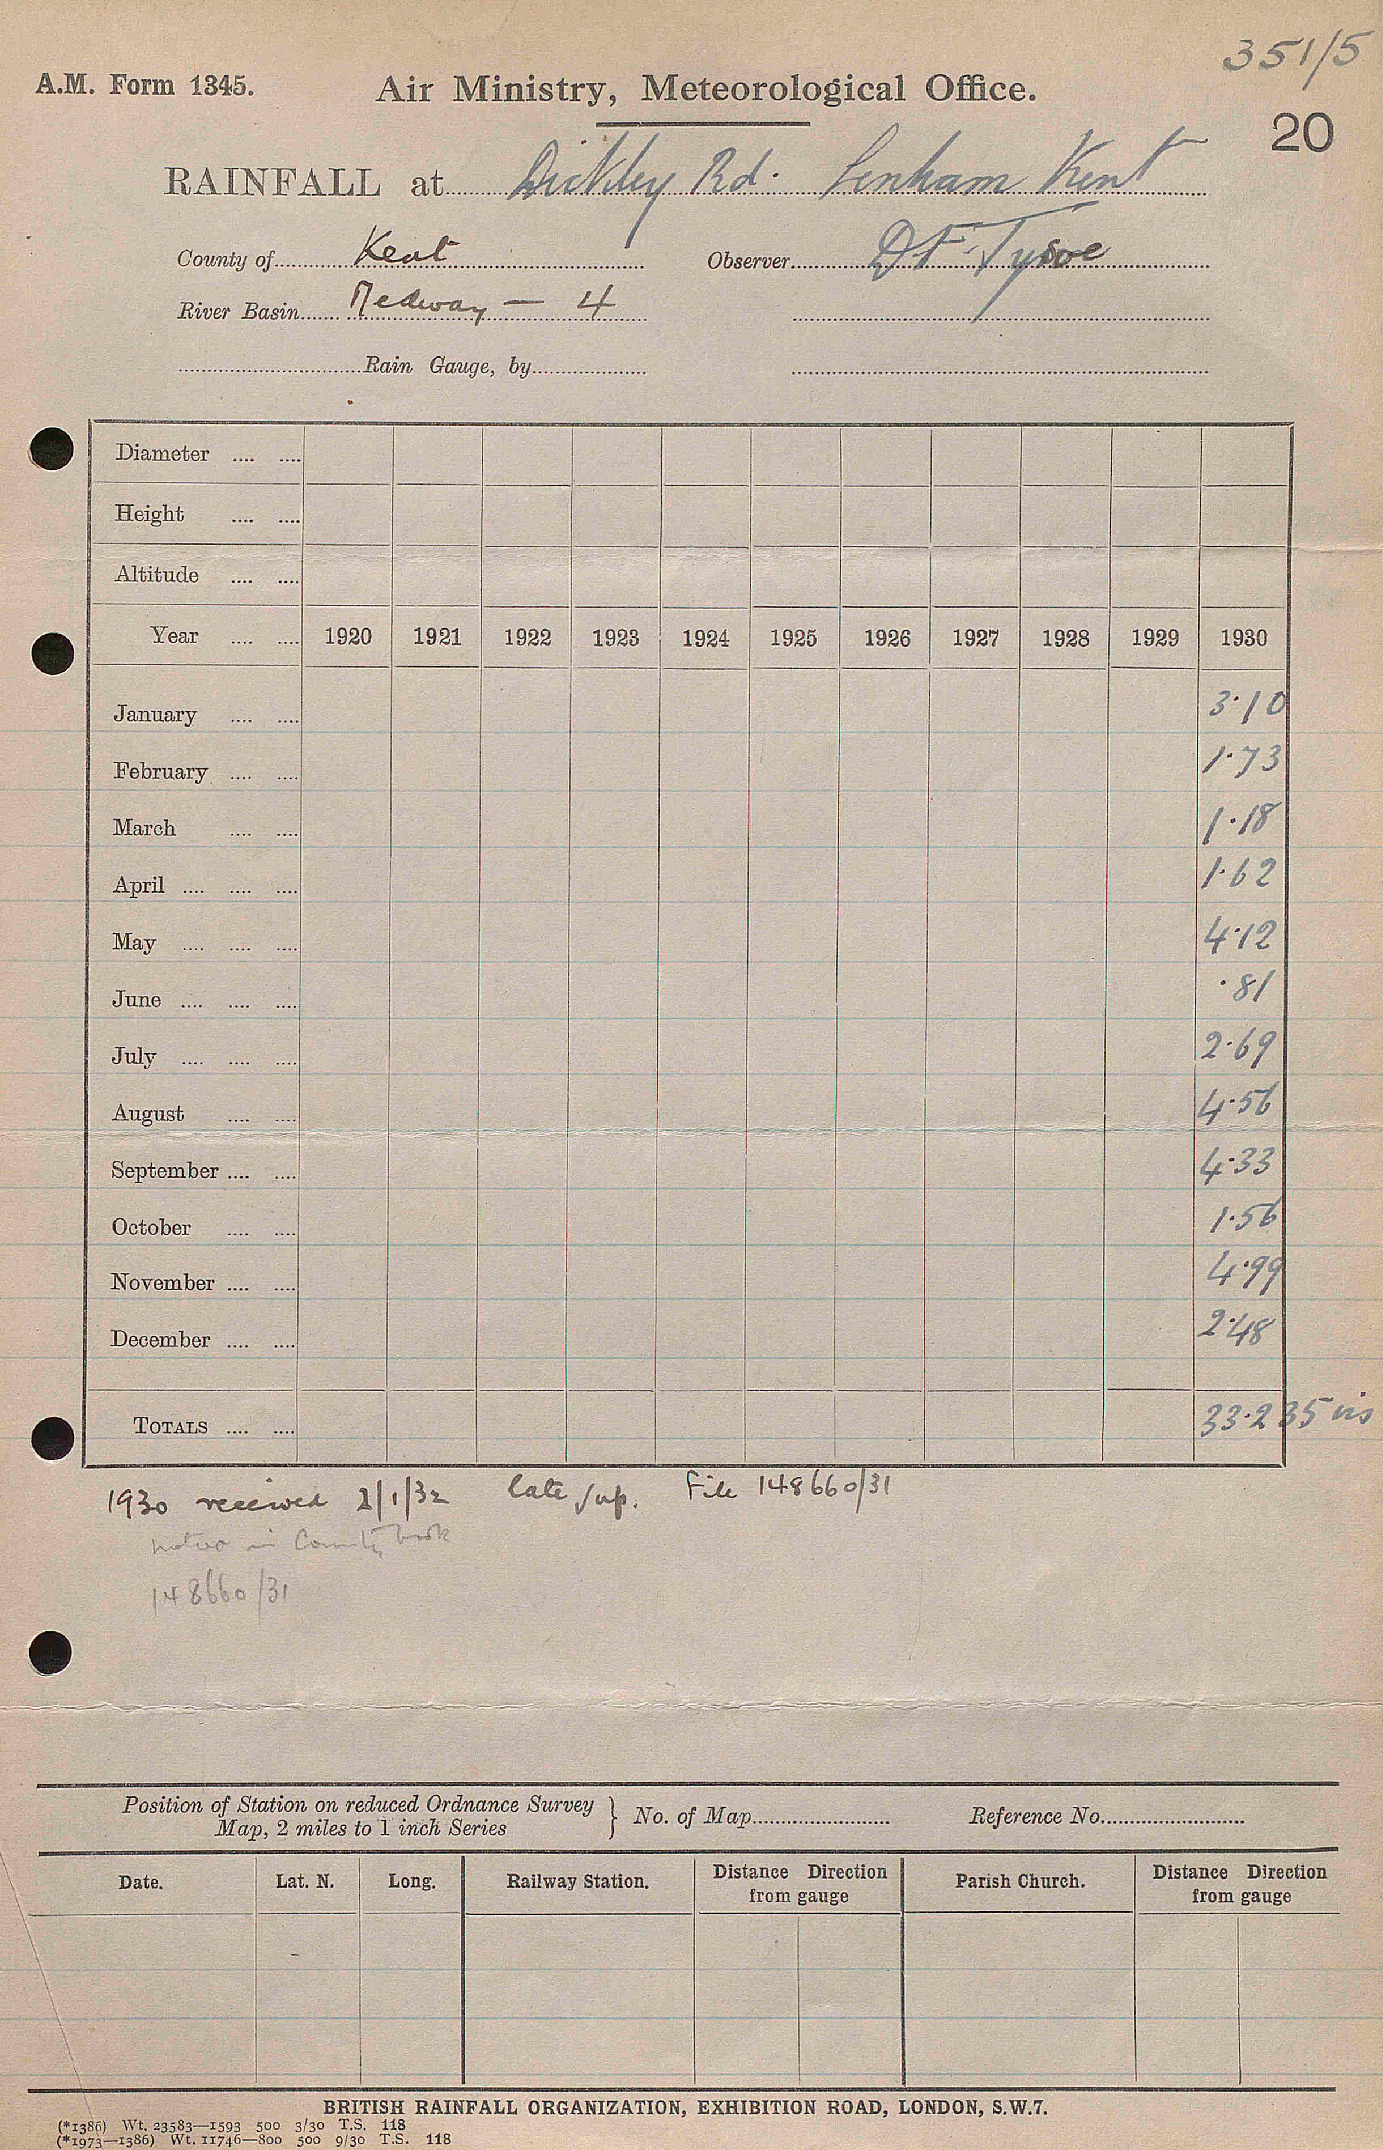 351/5
A.M. Form 1345. Air Ministry, Meteorological Office.
20
RAINFALL at Dickley Rd. Lenham Kent
County of Kent Observer D F Tysoe
River Basin Medway — 4
Rain Gauge, by
Diameter
Height
Altitude
Year 1920 1921 1922 1923 1924 1925 1926 1927 1928 1929 1930
January 3.10
February 1.73
March 1.18
April 1.62
May 4.12
June .81
July 2.69
August 4.56
September 4.33
October 1.56
November 4.99
December 2.48
TOTALS 33.235 ins
1930 received 2/1/32 late sup. File 148660/31
noted in County book
148660/31
Position of Station on reduced Ordnance Survey
Map, 2 miles to 1 inch Series } No. of Map Reference No.
Date. Lat. N. Long. Railway Station. Distance Direction from gauge Parish Church. Distance Direction from gauge
BRITISH RAINFALL ORGANIZATION, EXHIBITION ROAD, LONDON, S.W.7.
(*1386) Wt. 23583—1593 500 3/30 T.S. 118
(*1973—1386) Wt. 11746—800 500 9/30 T.S. 118